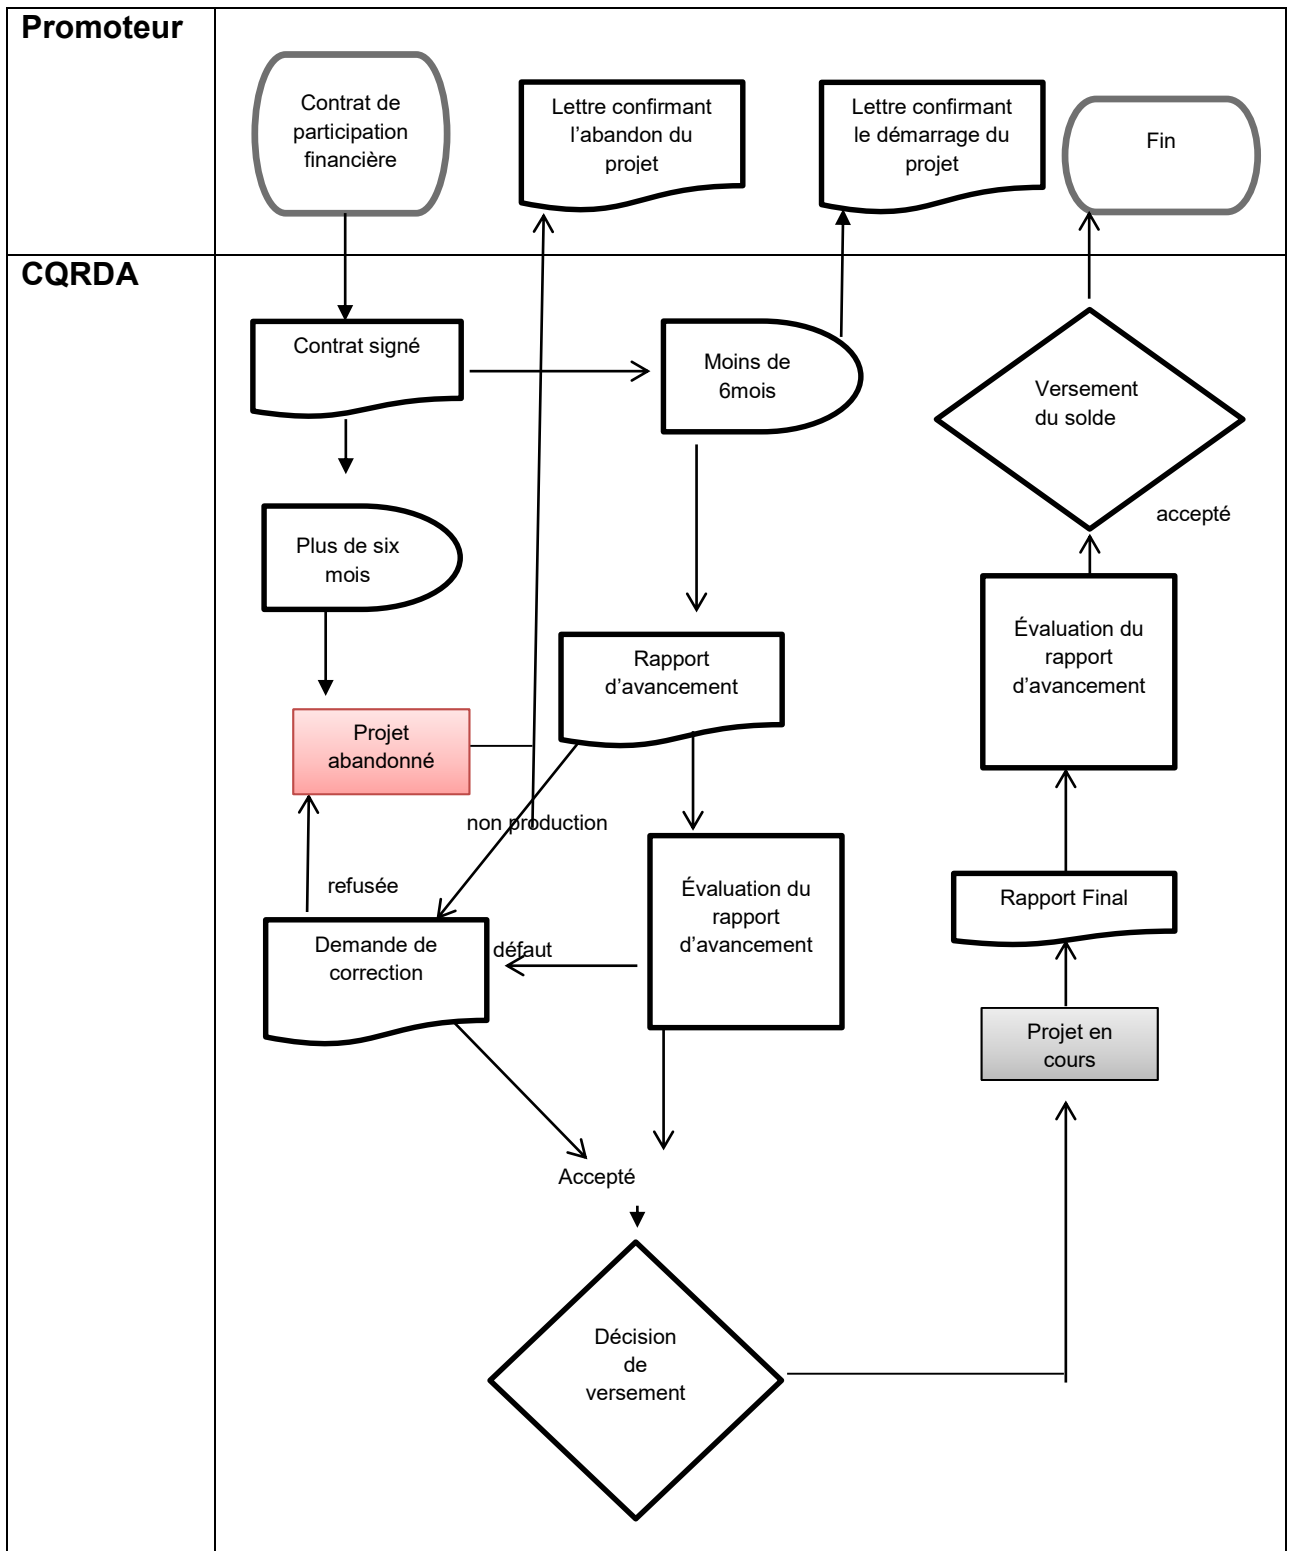 Promoteur
Contrat de
participation
financière
Lettre confirmant
l’abandon du
projet
Lettre confirmant
le démarrage du
projet
Fin
CQRDA
Contrat signé
Moins de
6mois
Versement
du solde
accepté
Plus de six
mois
Évaluation du
rapport
d’avancement
Rapport
d’avancement
Projet
abandonné
non production
refusée
Évaluation du
rapport
d’avancement
Rapport Final
Demande de
correction
défaut
Projet en
cours
Accepté
Décision
de
versement